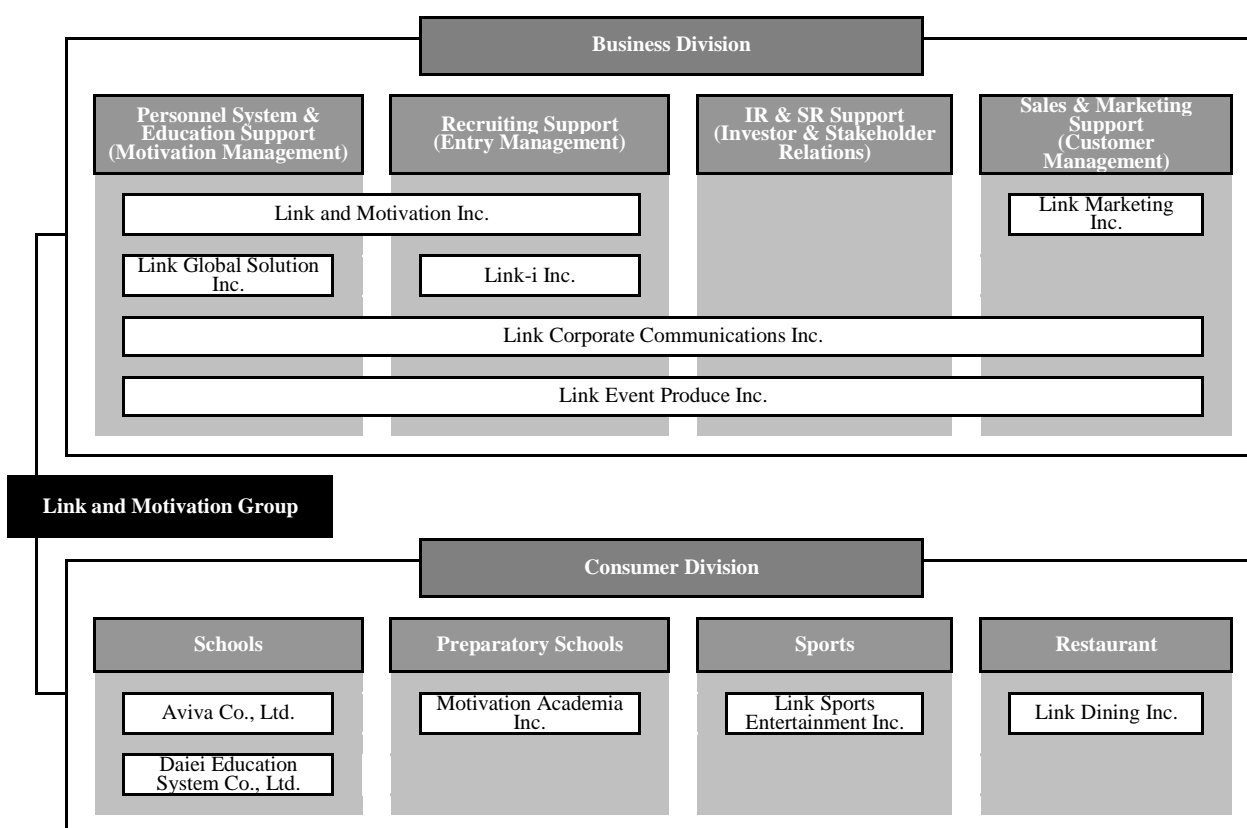 Business Division
Personnel System &
Education Support
(Motivation Management)
Recruiting Support
(Entry Management)
IR & SR Support
(Investor & Stakeholder
Relations)
Sales & Marketing
Support
(Customer
Management)
Link and Motivation Inc.
Link Marketing
Inc.
Link Global Solution
Inc.
Link-i Inc.
Link Corporate Communications Inc.
Link Event Produce Inc.
Link and Motivation Group
Consumer Division
Schools
Preparatory Schools
Sports
Restaurant
Aviva Co., Ltd.
Motivation Academia
Inc.
Link Sports
Entertainment Inc.
Link Dining Inc.
Daiei Education
System Co., Ltd.